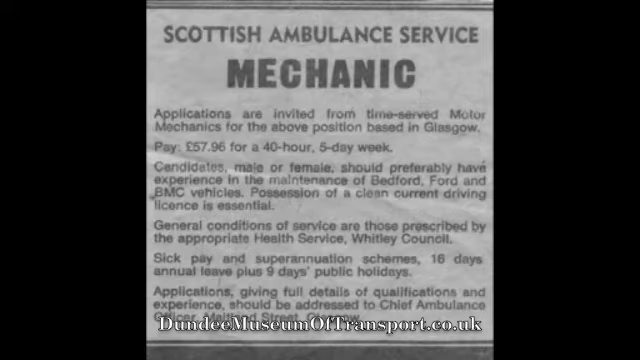 SCOTTISH AMBULANCE SERVICE
MECHANIC
Applications are invited from time-served Motor
Mechanics for the above position based in Glasgow.
Pay: £57.96 for a 40-hour, 5-day week.
Candidates, male or female, should preferably have
experience in the maintenance of Bedford, Ford and
BMC vehicles. Possession of a clean current driving
licence is essential.
General conditions of service are those prescribed by
the appropriate Health Service, Whitley Council.
Sick pay and superannuation schemes, 16 days
annual leave plus 9 days' public holidays.
Applications, giving full details of qualifications and
experience, should be addressed to Chief Ambulance
Officer, Maitland Street, Glasgow.
DundeeMuseumOfTransport.co.uk